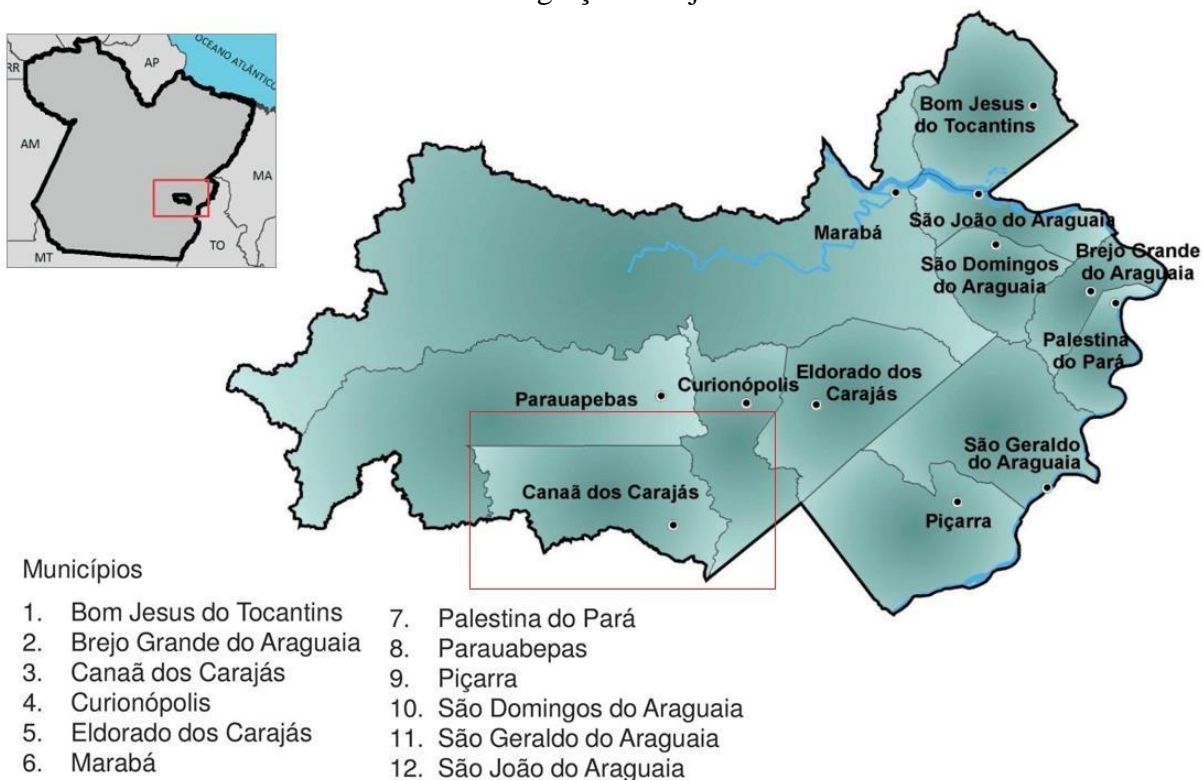 OCEANO ATLÂNTICO
RR
AP
AM
MA
MT
TO
Bom Jesus
do Tocantins
Marabá
São João do Araguaia
São Domingos
do Araguaia
Brejo Grande
do Araguaia
Palestina
do Pará
Parauapebas
Curionópolis
Eldorado dos
Carajás
São Geraldo
do Araguaia
Canaã dos Carajás
Piçarra
Municípios
1. Bom Jesus do Tocantins
2. Brejo Grande do Araguaia
3. Canaã dos Carajás
4. Curionópolis
5. Eldorado dos Carajás
6. Marabá
7. Palestina do Pará
8. Parauabepas
9. Piçarra
10. São Domingos do Araguaia
11. São Geraldo do Araguaia
12. São João do Araguaia